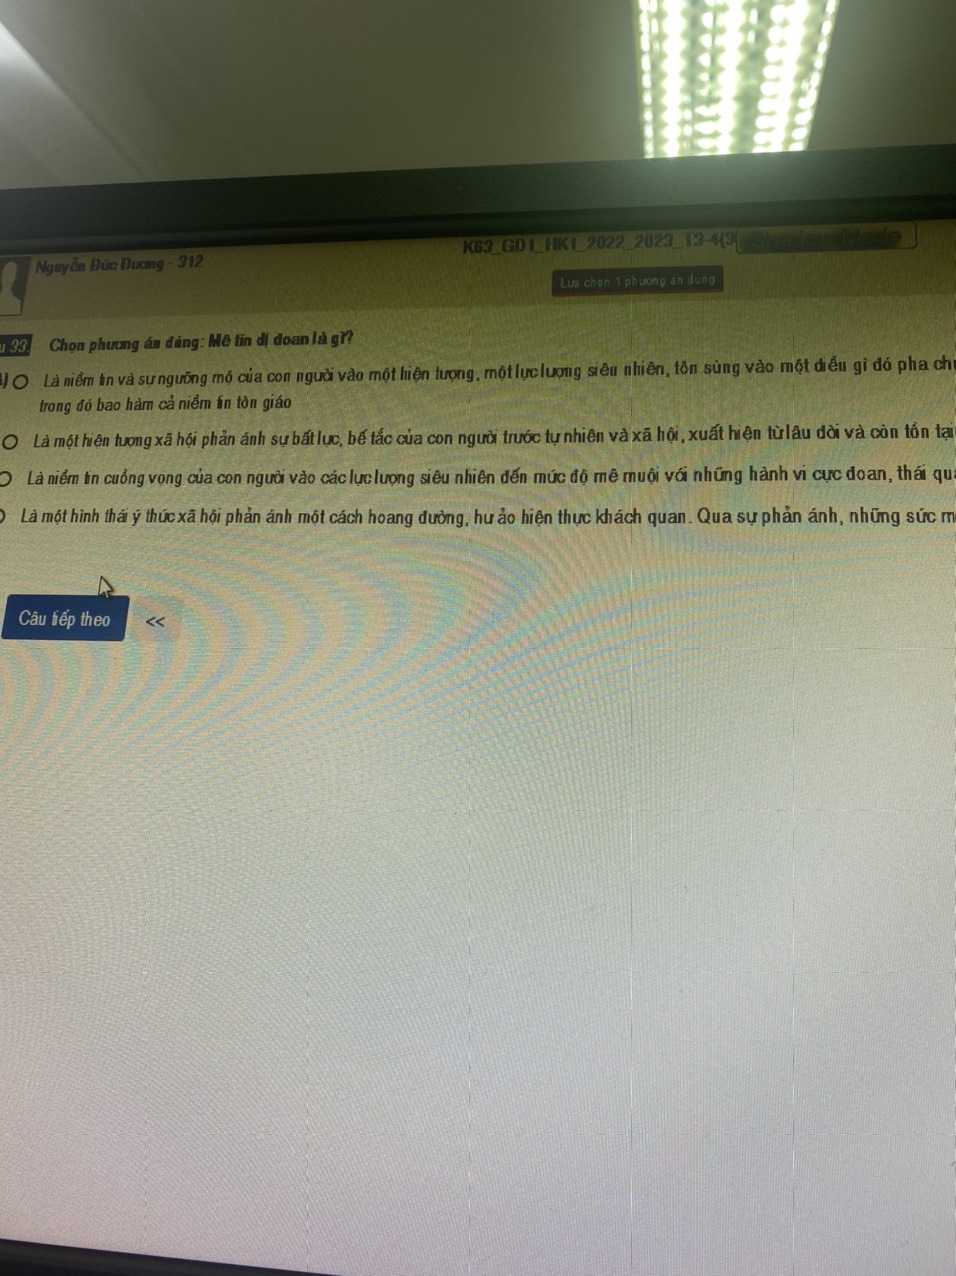 Nguyễn Đức Dương - 312
K63_GD1_HK1_2022_2023_T3-4(3
Lựa chọn 1 phương án đúng
u 33. Chọn phương án đúng: Mê tín dị đoan là gì?
Là niềm tin và sự ngưỡng mộ của con người vào một hiện tượng, một lực lượng siêu nhiên, tôn sùng vào một điều gì đó pha ch
trong đó bao hàm cả niềm tin tôn giáo
Là một hiện tượng xã hội phản ánh sự bất lực, bế tắc của con người trước tự nhiên và xã hội, xuất hiện từ lâu đời và còn tồn tại
Là niềm tin cuồng vọng của con người vào các lực lượng siêu nhiên đến mức độ mê muội với những hành vi cực đoan, thái qu
Là một hình thái ý thức xã hội phản ánh một cách hoang đường, hư ảo hiện thực khách quan. Qua sự phản ánh, những sức m
Câu tiếp theo <<